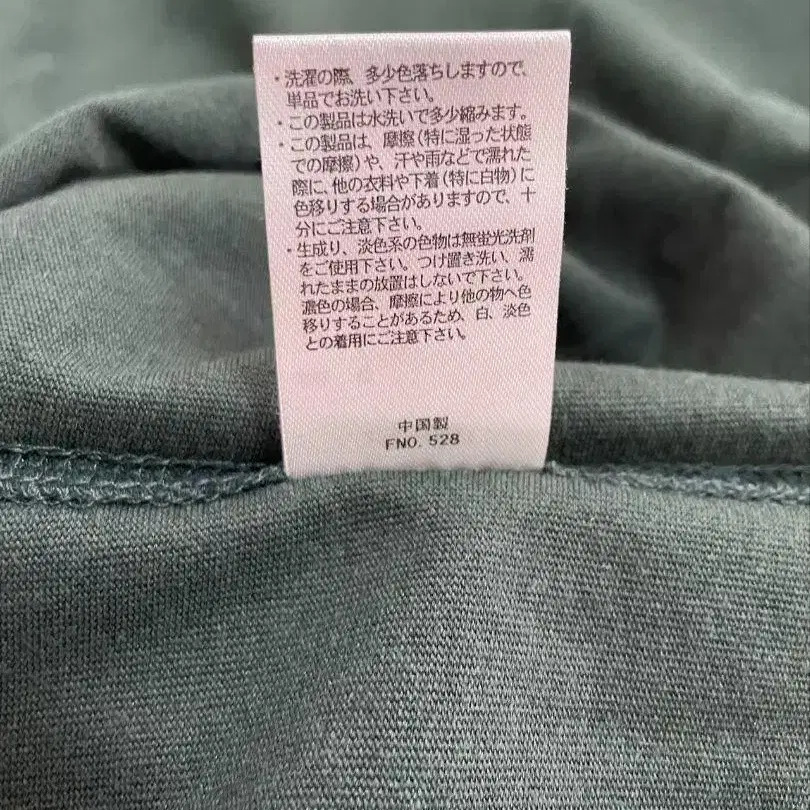 ・洗濯の際、多少色落ちしますので、
単品でお洗い下さい。
・この製品は水洗いで多少縮みます。
・この製品は、摩擦(特に湿った状態
での摩擦)や、汗や雨などで濡れた
際に、他の衣料や下着(特に白物)に
色移りする場合がありますので、十
分にご注意下さい。
・生成り、淡色系の色物は無蛍光洗剤
をご使用下さい。つけ置き洗い、濡
れたままの放置はしないで下さい。
濃色の場合、摩擦により他の物へ色
移りすることがあるため、白、淡色
との着用にご注意下さい。
中国製
FNO. 528